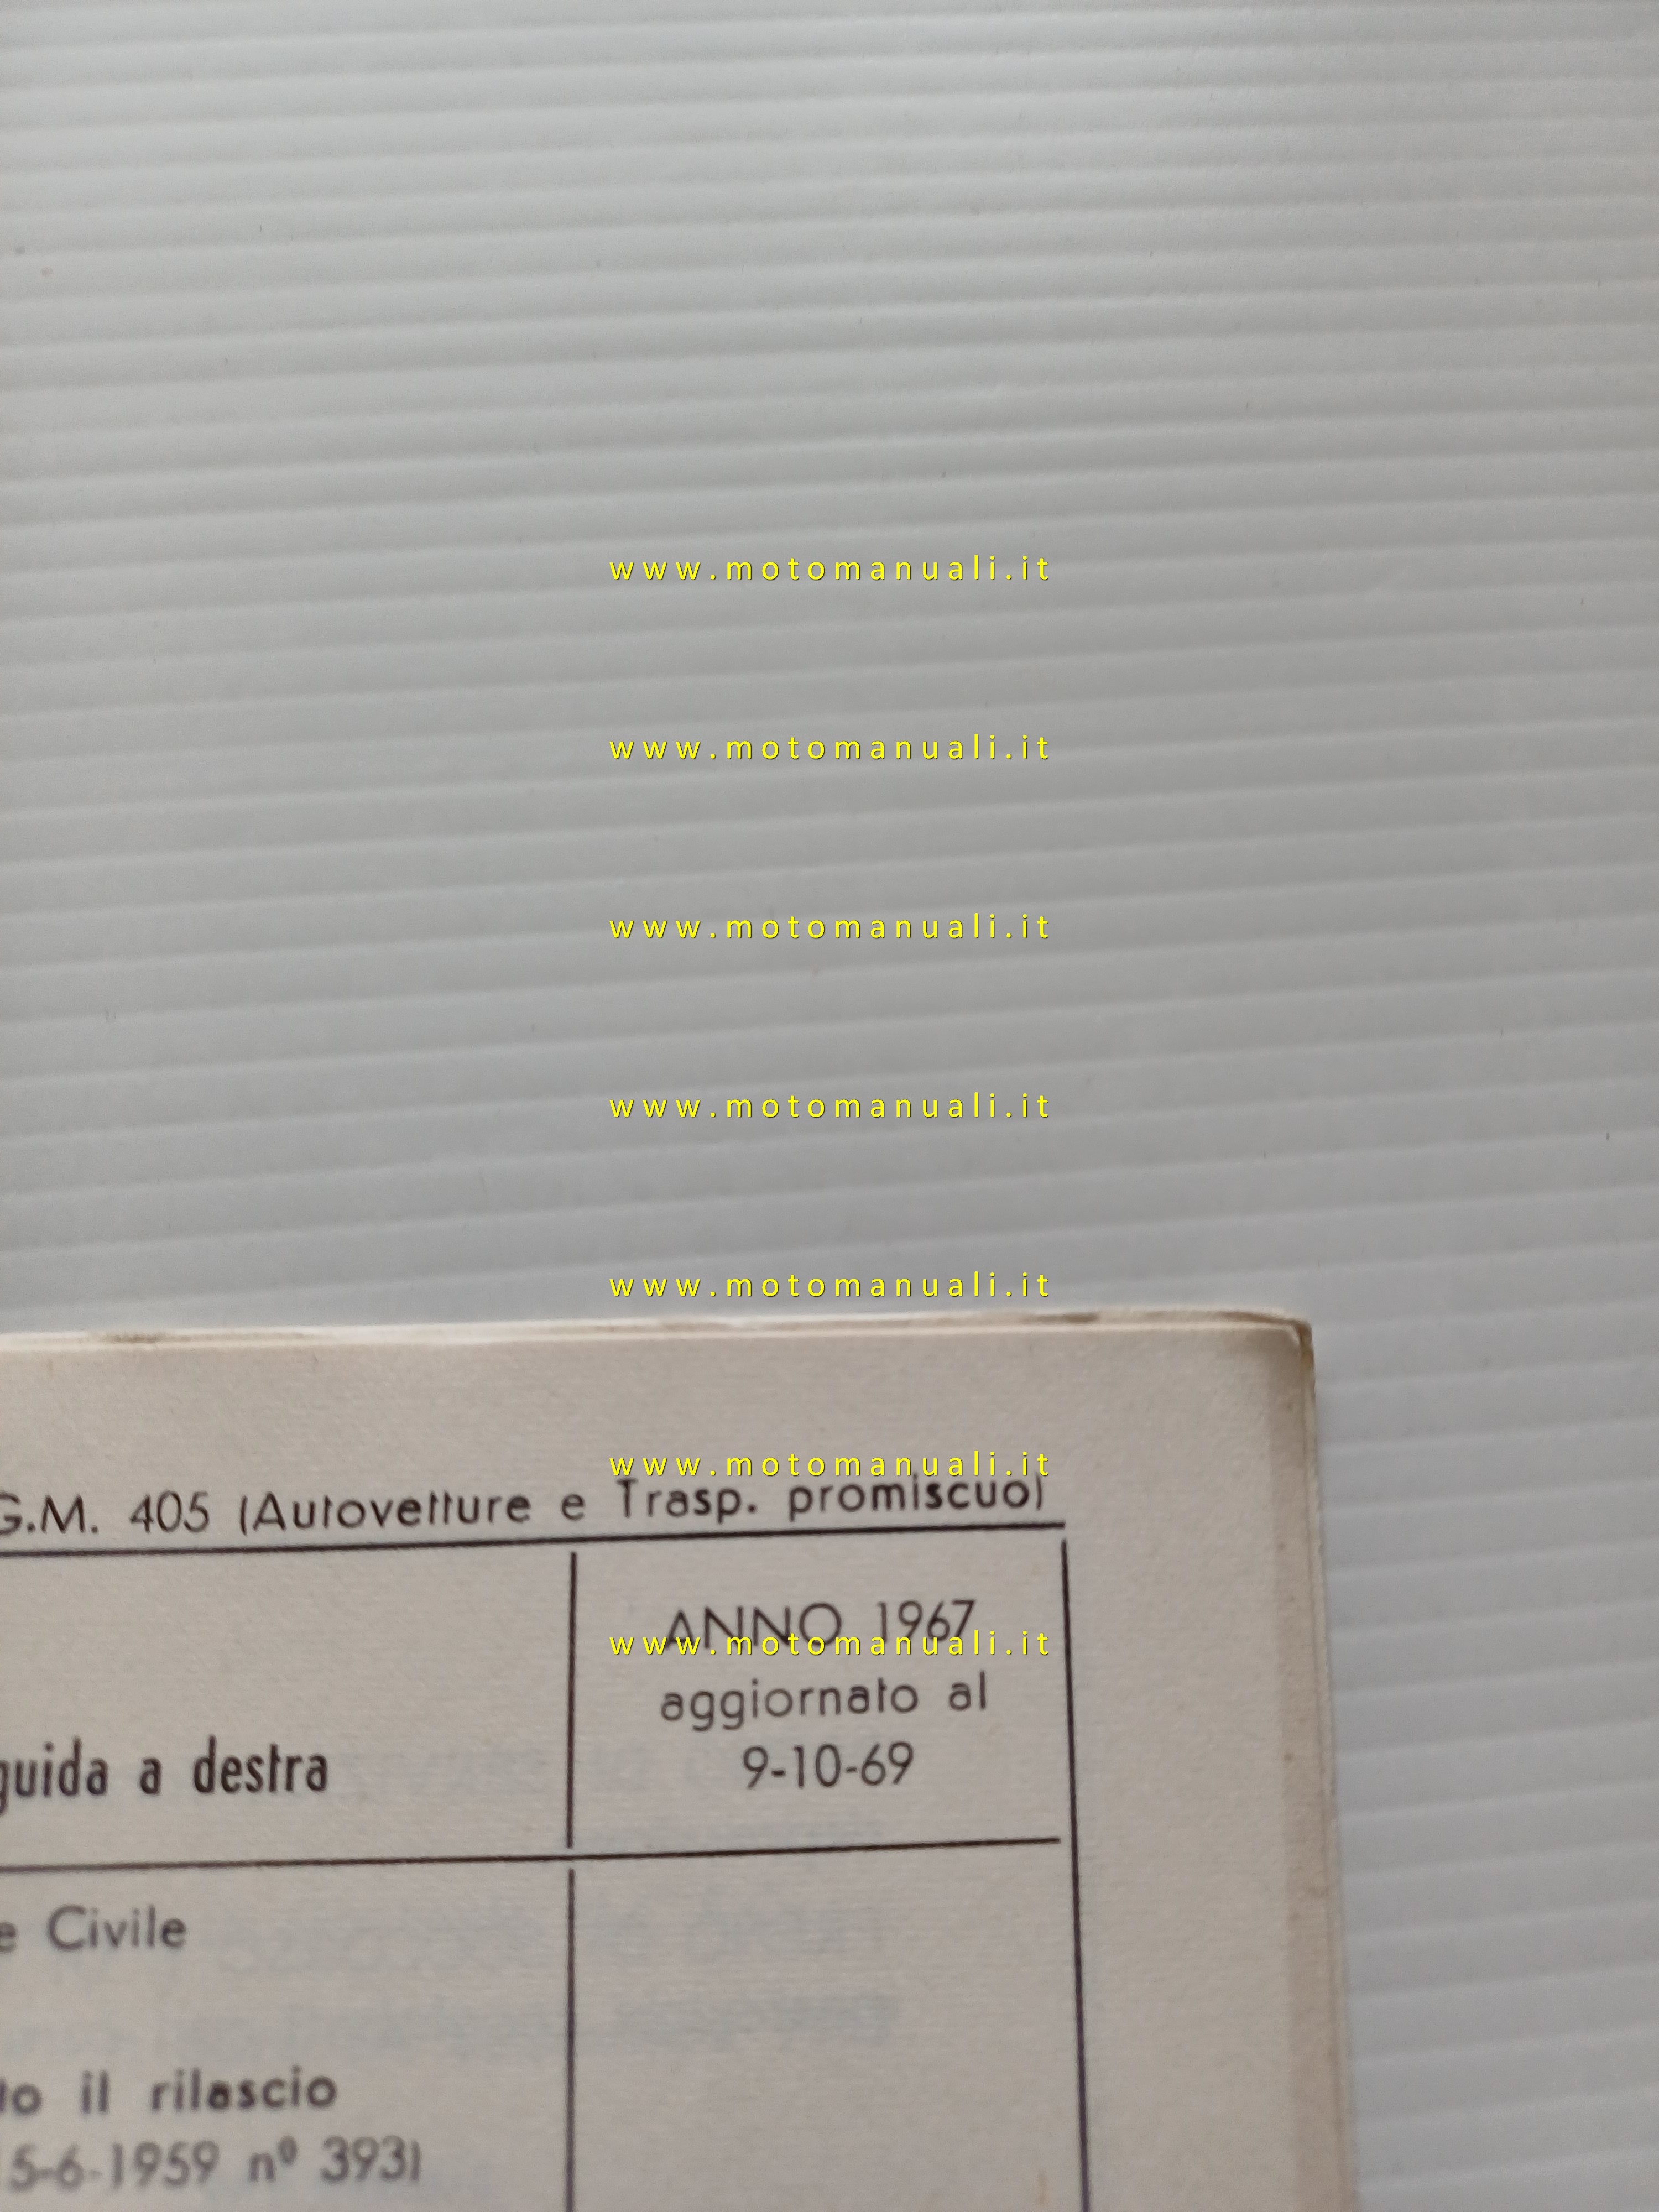 www.motomanuali.it
www.motomanuali.it
www.motomanuali.it
www.motomanuali.it
www.motomanuali.it
www.motomanuali.it
G.M. 405 (Autovetture e Trasp. promiscuo)
ANNO 1967
www.motomanuali.it
aggiornato al
9-10-69
guida a destra
e Civile
to il rilascio
5-6-1959 nº 393)